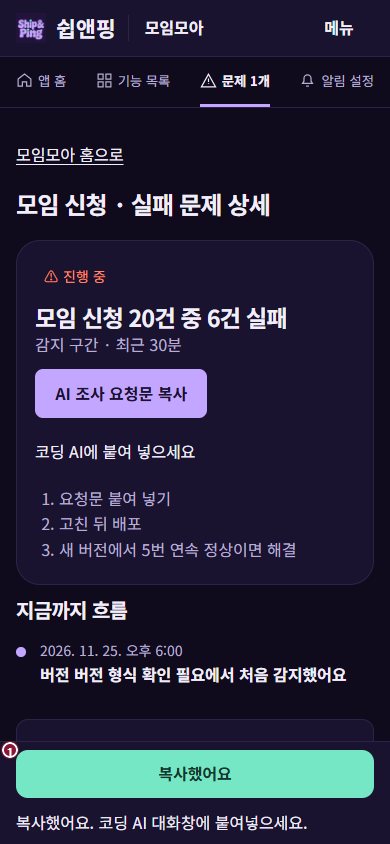 Ship&
Ping
쉽앤핑
모임모아
메뉴
앱 홈
기능 목록
문제 1개
알림 설정
모임모아 홈으로
모임 신청 · 실패 문제 상세
진행 중
모임 신청 20건 중 6건 실패
감지 구간 · 최근 30분
AI 조사 요청문 복사
코딩 AI에 붙여 넣으세요
1. 요청문 붙여 넣기
2. 고친 뒤 배포
3. 새 버전에서 5번 연속 정상이면 해결
지금까지 흐름
2026. 11. 25. 오후 6:00
버전 버전 형식 확인 필요에서 처음 감지했어요
1
복사했어요
복사했어요. 코딩 AI 대화창에 붙여넣으세요.